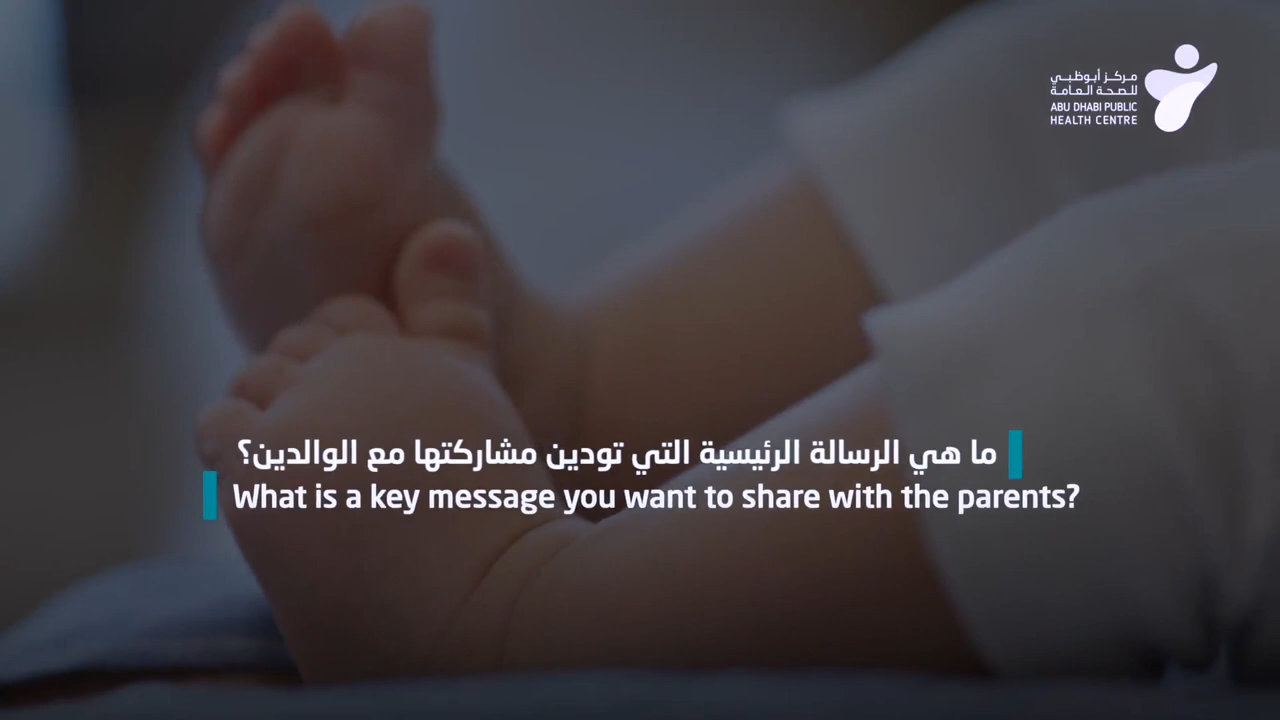 مركز أبوظبي
للصحة العامة
ABU DHABI PUBLIC
HEALTH CENTRE
ما هي الرسالة الرئيسية التي تودين مشاركتها مع الوالدين؟
What is a key message you want to share with the parents?